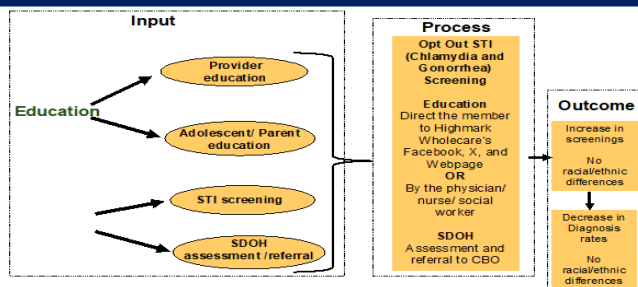 Input
Provider
education
Education
Adolescent/ Parent
education
STI screening
SDOH
assessment /referral
Process
Opt Out STI
(Chlamydia and
Gonorrhea)
Screening
Education
Direct the member
to Highmark
Wholecare's
Facebook, X, and
Webpage
OR
By the physician/
nurse/ social
worker
SDOH
Assessment and
referral to CBO
Outcome
Increase in
screenings
No
racial/ethnic
differences
Decrease in
Diagnosis
rates
No
racial/ethnic
differences